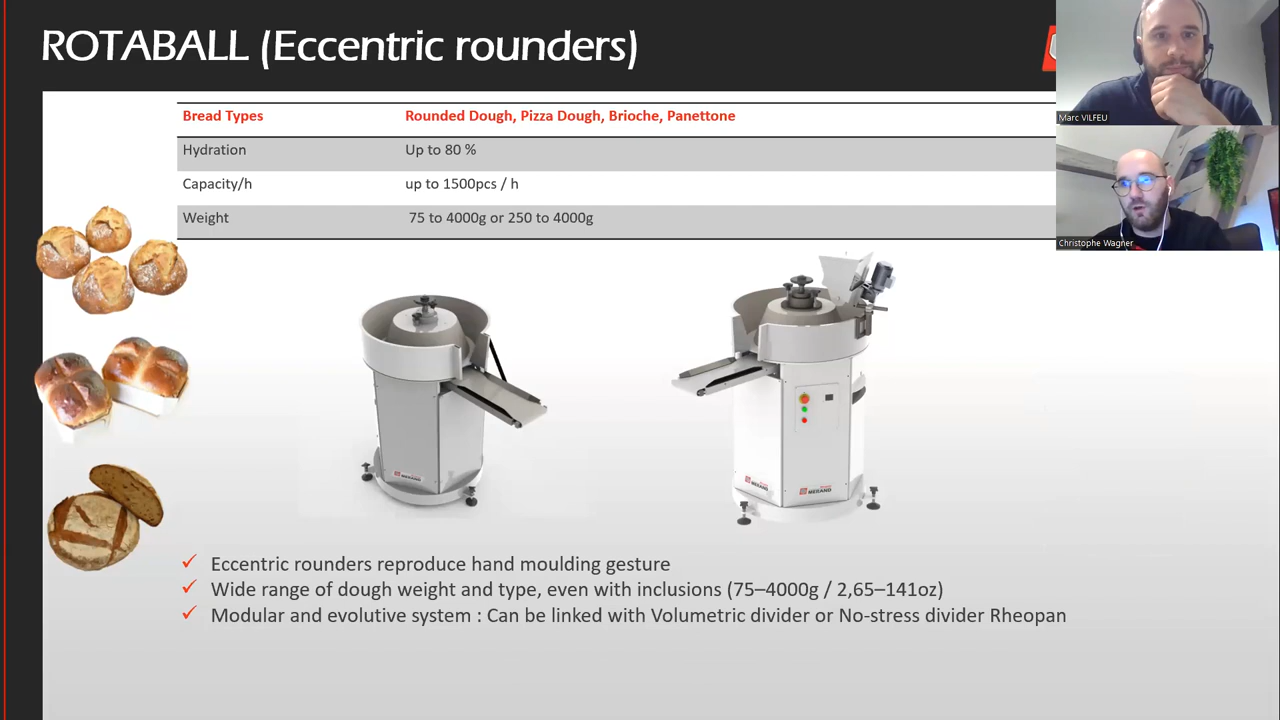 ROTABALL (Eccentric rounders)
Marc VILFEU
Christophe Wagner
Bread Types Rounded Dough, Pizza Dough, Brioche, Panettone
Hydration Up to 80 %
Capacity/h up to 1500pcs / h
Weight 75 to 4000g or 250 to 4000g
MERAND
MERAND
MERAND
Eccentric rounders reproduce hand moulding gesture
Wide range of dough weight and type, even with inclusions (75–4000g / 2,65–141oz)
Modular and evolutive system : Can be linked with Volumetric divider or No-stress divider Rheopan